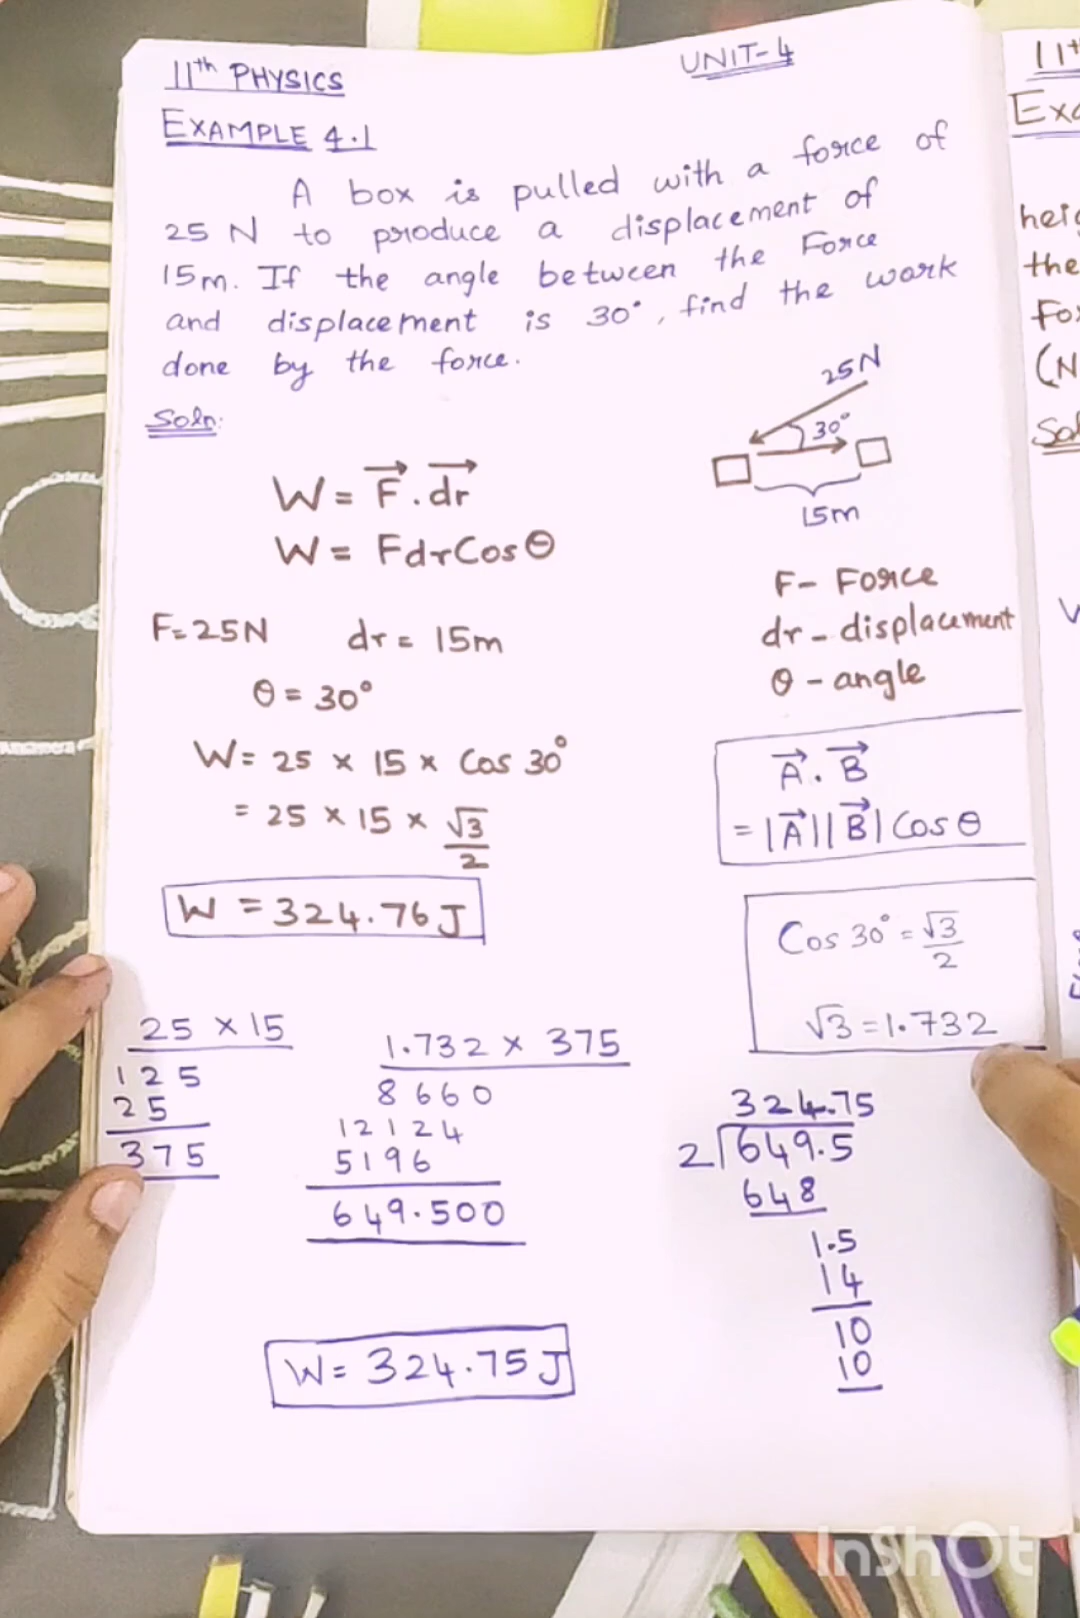 11th PHYSICS
UNIT-4
EXAMPLE 4.1
A box is pulled with a force of
25 N to produce a displacement of
15m. If the angle between the Force
and displacement is 30°, find the work
done by the force.
Soln:
25N
30°
15m
W = F⃗ . dr⃗
W = FdrCosθ
F - Force
dr - displacement
θ - angle
F = 25N dr = 15m
θ = 30°
W = 25 × 15 × Cos 30°
= 25 × 15 × √3/2
W = 324.76 J
A⃗ . B⃗
= |A⃗||B⃗| Cos θ
Cos 30° = √3/2
√3 = 1.732
25 × 15
125
25
375
1.732 × 375
8660
12124
5196
649.500
324.75
2√649.5
648
1.5
14
10
10
W = 324.75 J
11th
heig
the
InShOt